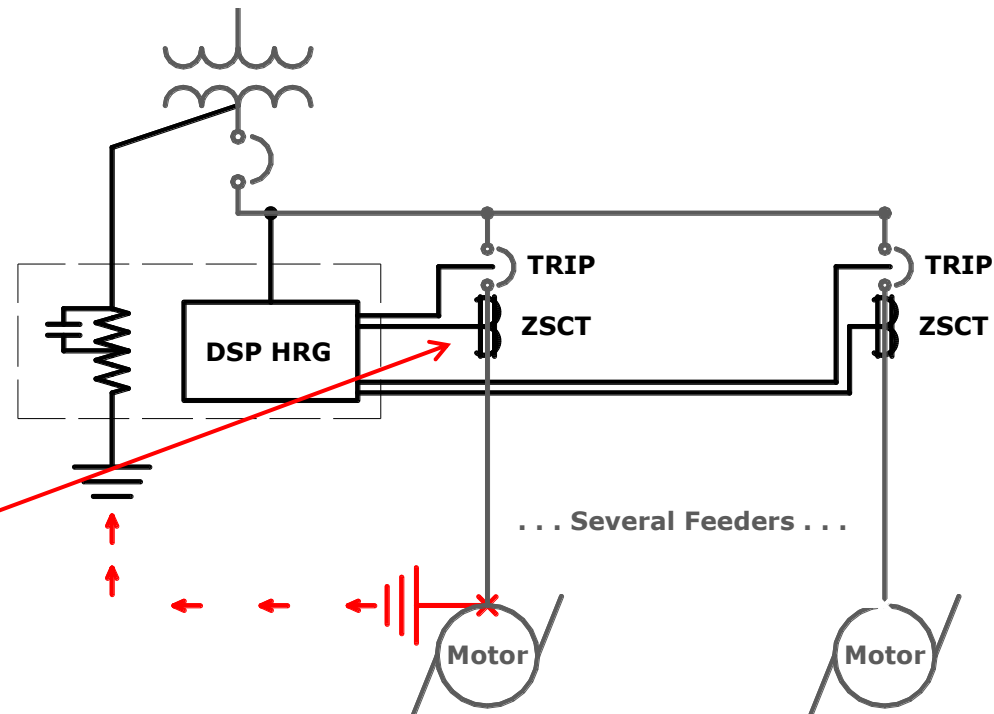 TRIP
TRIP
ZSCT
ZSCT
DSP HRG
. . . Several Feeders . . .
Motor
Motor